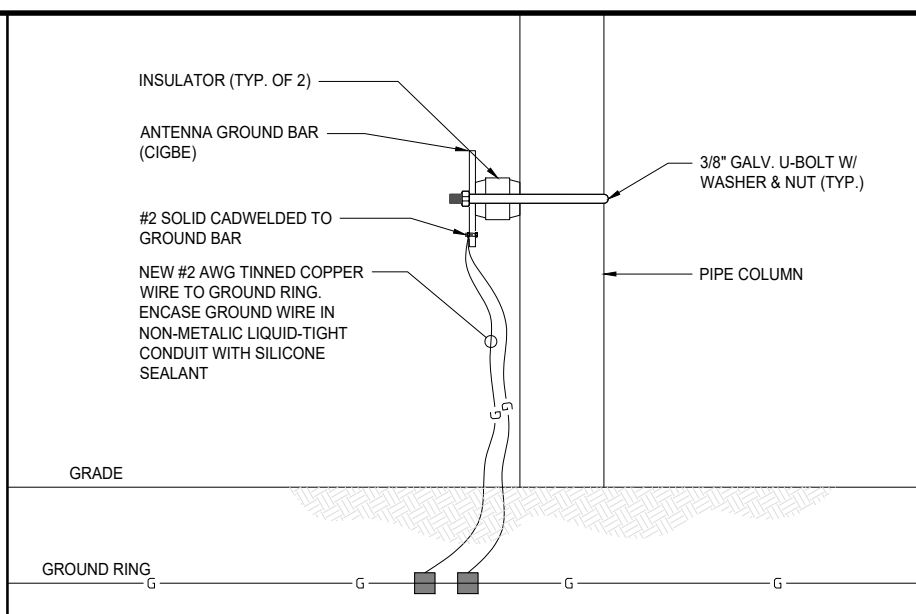 INSULATOR (TYP. OF 2)
ANTENNA GROUND BAR
(CIGBE)
3/8" GALV. U-BOLT W/
WASHER & NUT (TYP.)
#2 SOLID CADWELDED TO
GROUND BAR
NEW #2 AWG TINNED COPPER
WIRE TO GROUND RING.
ENCASE GROUND WIRE IN
NON-METALIC LIQUID-TIGHT
CONDUIT WITH SILICONE
SEALANT
PIPE COLUMN
G G
GRADE
GROUND RING
G G G G